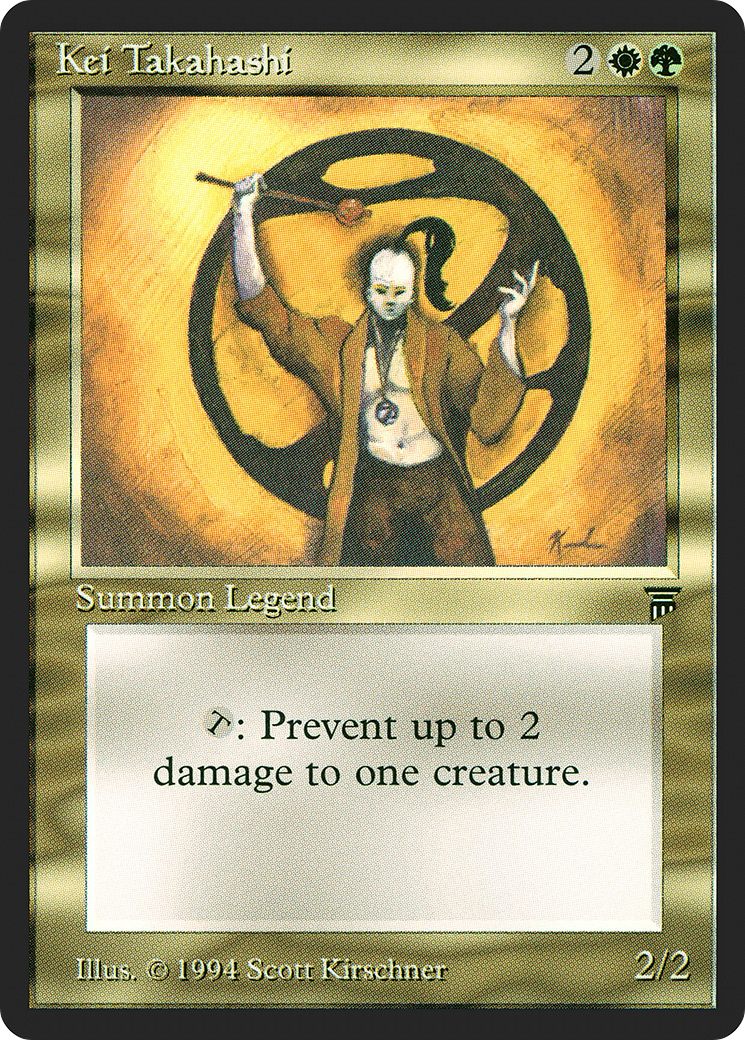 Kei Takahashi 2
Summon Legend
T: Prevent up to 2
damage to one creature.
Illus. © 1994 Scott Kirschner 2/2